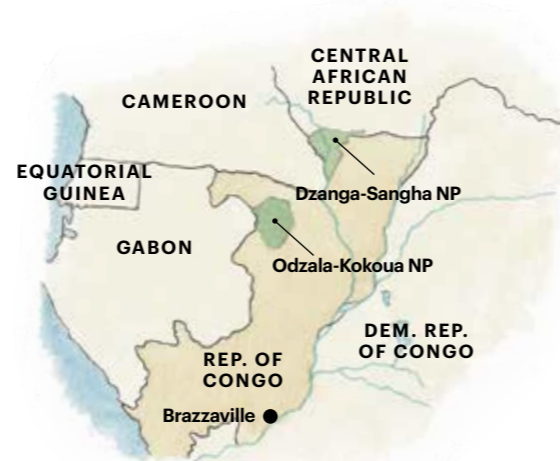 CENTRAL
AFRICAN
REPUBLIC
CAMEROON
EQUATORIAL
GUINEA
Dzanga-Sangha NP
GABON
Odzala-Kokoua NP
DEM. REP.
OF CONGO
REP. OF
CONGO
Brazzaville